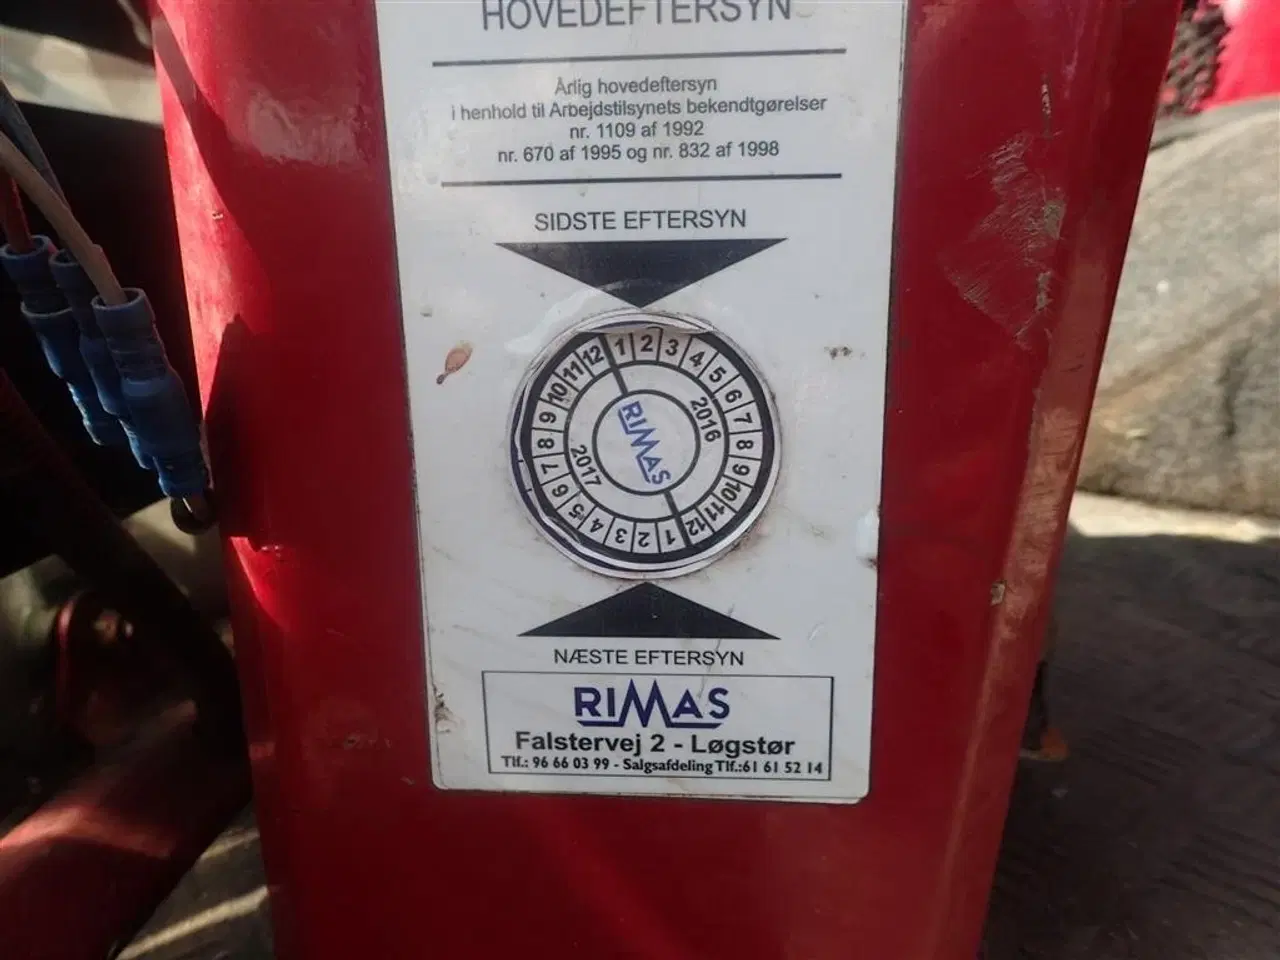 HOVEDEFTERSYN
Årlig hovedeftersyn
i henhold til Arbejdstilsynets bekendtgørelser
nr. 1109 af 1992
nr. 670 af 1995 og nr. 832 af 1998
SIDSTE EFTERSYN
1 2 3 4 5 6 7 8 9 10 11 12
2016
RIMAS
2017
1 2 3 4 5 6 7 8 9 10 11 12
NÆSTE EFTERSYN
RIMAS
Falstervej 2 - Løgstør
Tlf.: 96 66 03 99 - Salgsafdeling Tlf.:61 61 52 14